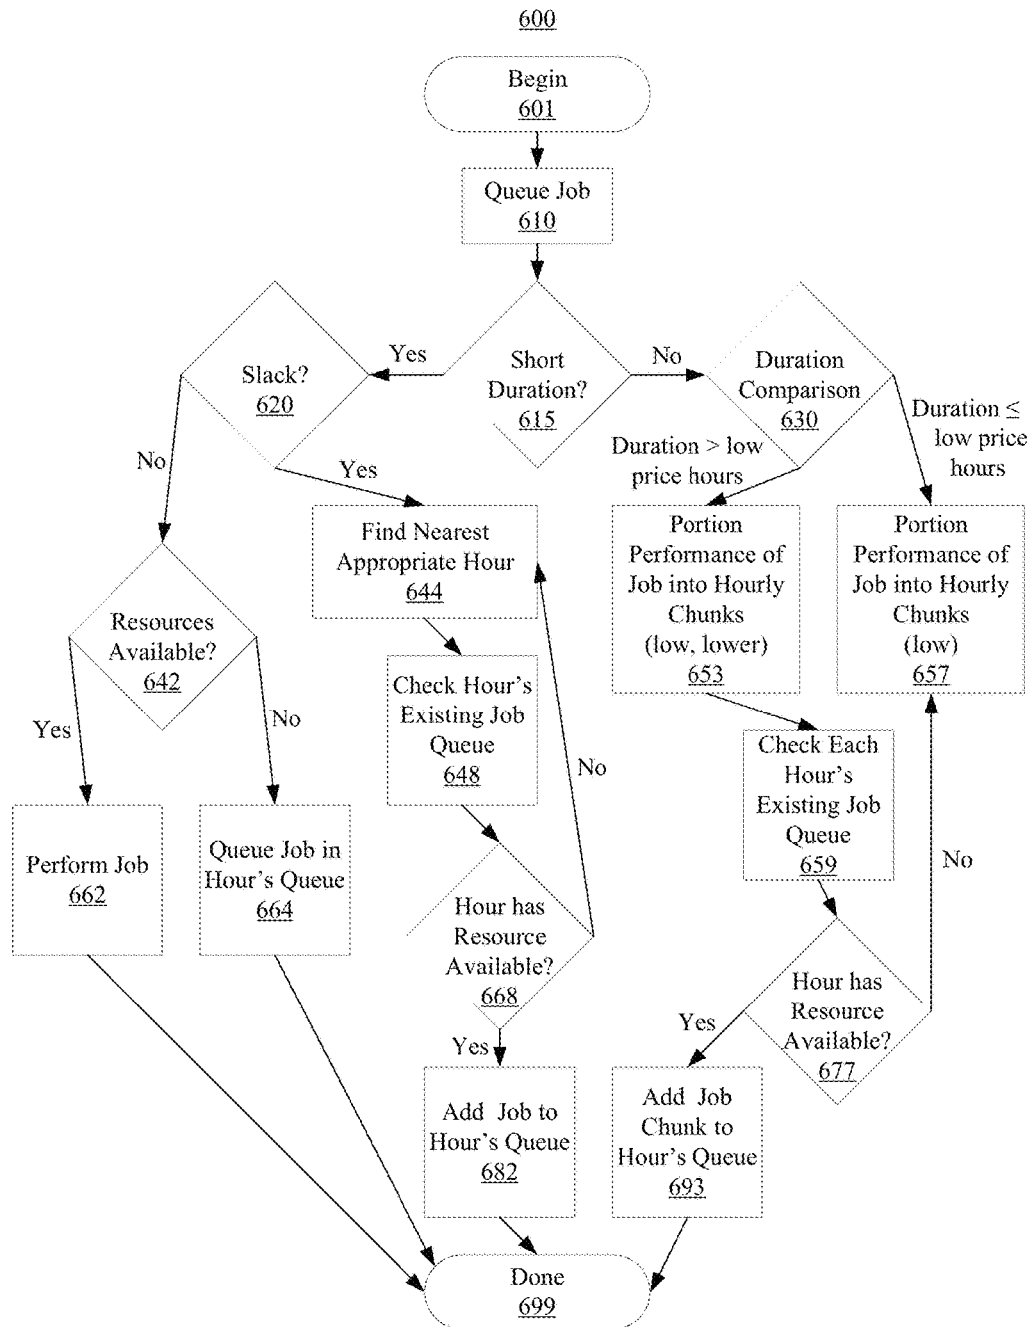 600
Begin
601
Queue Job
610
Slack?
620
Yes
Short
Duration?
615
No
Duration
Comparison
630
No
Yes
Duration > low
price hours
Duration ≤
low price
hours
Find Nearest
Appropriate Hour
644
Portion
Performance of
Job into Hourly
Chunks
(low, lower)
653
Portion
Performance of
Job into Hourly
Chunks
(low)
657
Resources
Available?
642
Yes
No
Check Hour's
Existing Job
Queue
648
No
Check Each
Hour's
Existing Job
Queue
659
No
Perform Job
662
Queue Job in
Hour's Queue
664
Hour has
Resource
Available?
668
Yes
Hour has
Resource
Available?
677
Yes
Add Job to
Hour's Queue
682
Add Job
Chunk to
Hour's Queue
693
Done
699